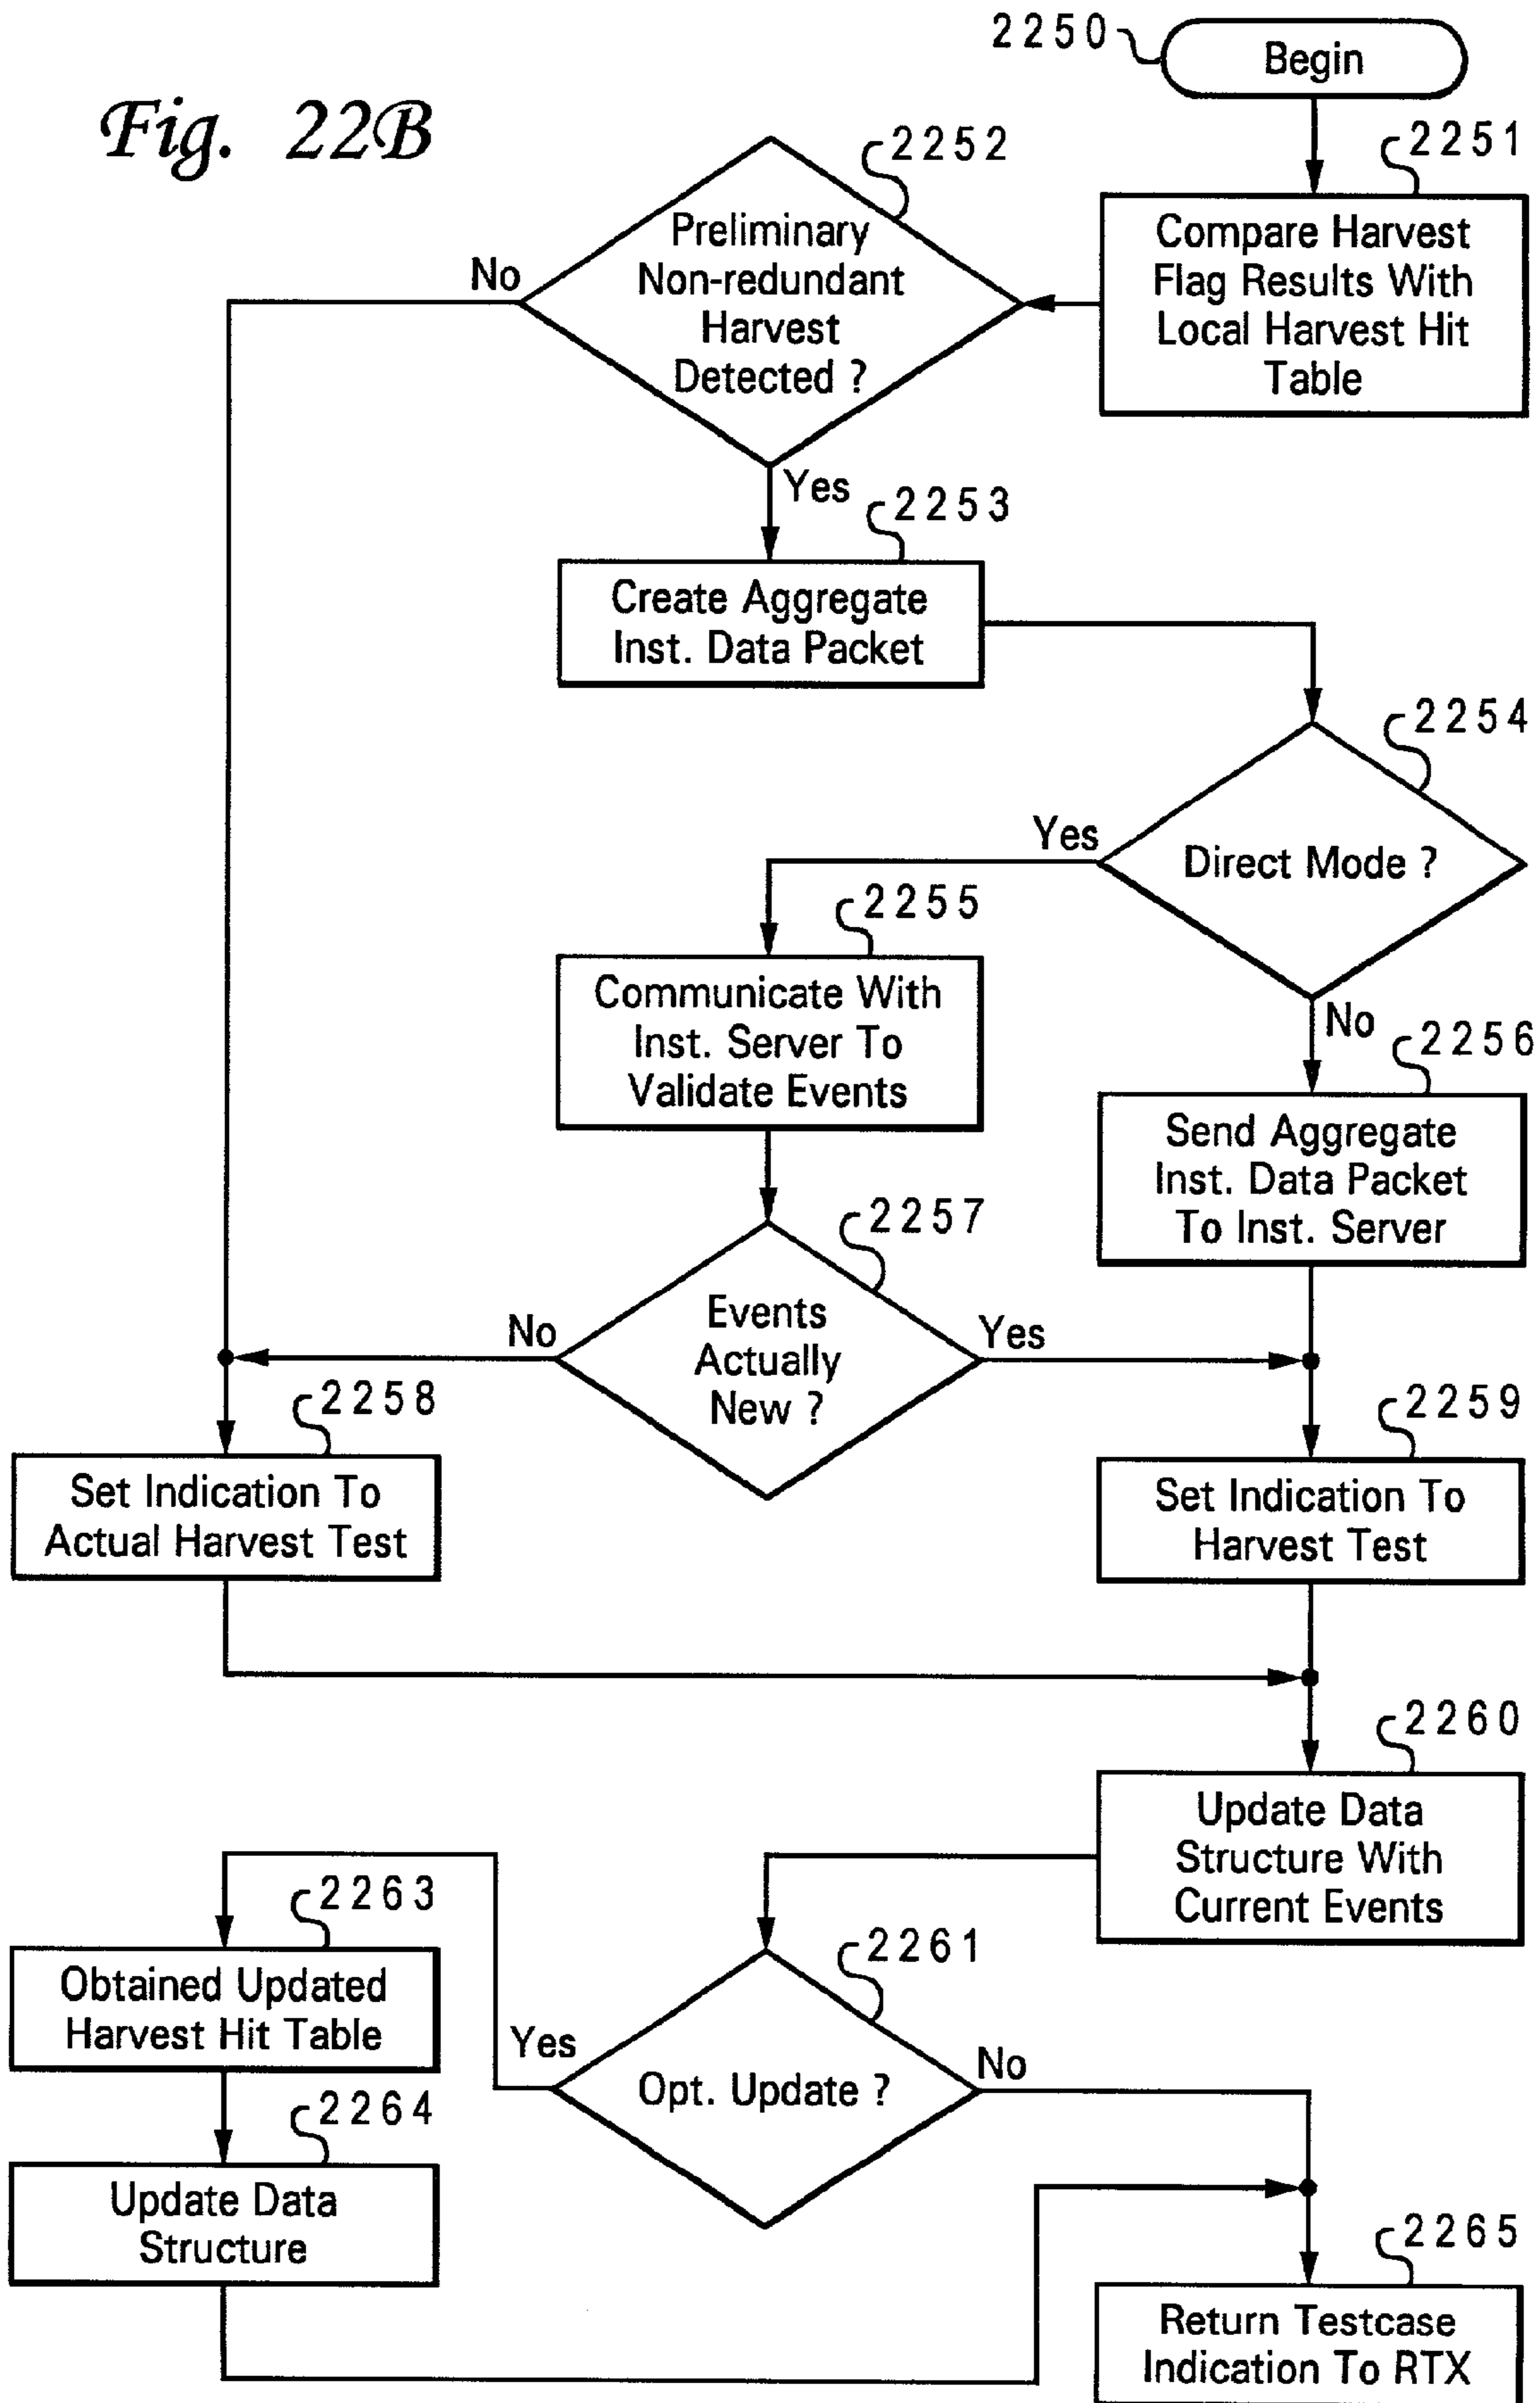 Fig. 22B
2250
Begin
2251
Compare Harvest
Flag Results With
Local Harvest Hit
Table
2252
Preliminary
Non-redundant
Harvest
Detected ?
No
Yes
2253
Create Aggregate
Inst. Data Packet
2254
Direct Mode ?
Yes
No
2255
Communicate With
Inst. Server To
Validate Events
2256
Send Aggregate
Inst. Data Packet
To Inst. Server
2257
Events
Actually
New ?
No
Yes
2258
Set Indication To
Actual Harvest Test
2259
Set Indication To
Harvest Test
2260
Update Data
Structure With
Current Events
2261
Opt. Update ?
Yes
No
2263
Obtained Updated
Harvest Hit Table
2264
Update Data
Structure
2265
Return Testcase
Indication To RTX